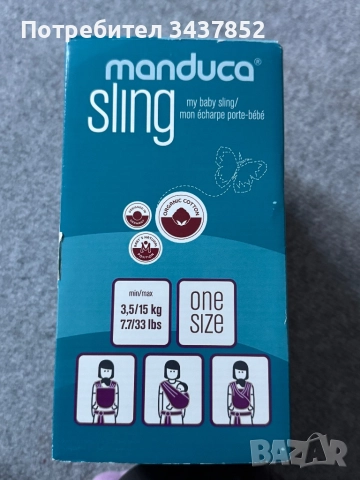 Потребител 3437852
manduca®
sling
my baby sling/
mon écharpe porte-bébé
ORGANIC COTTON
min/max
3,5/15 kg
7.7/33 lbs
one
SIZE
BAZAR